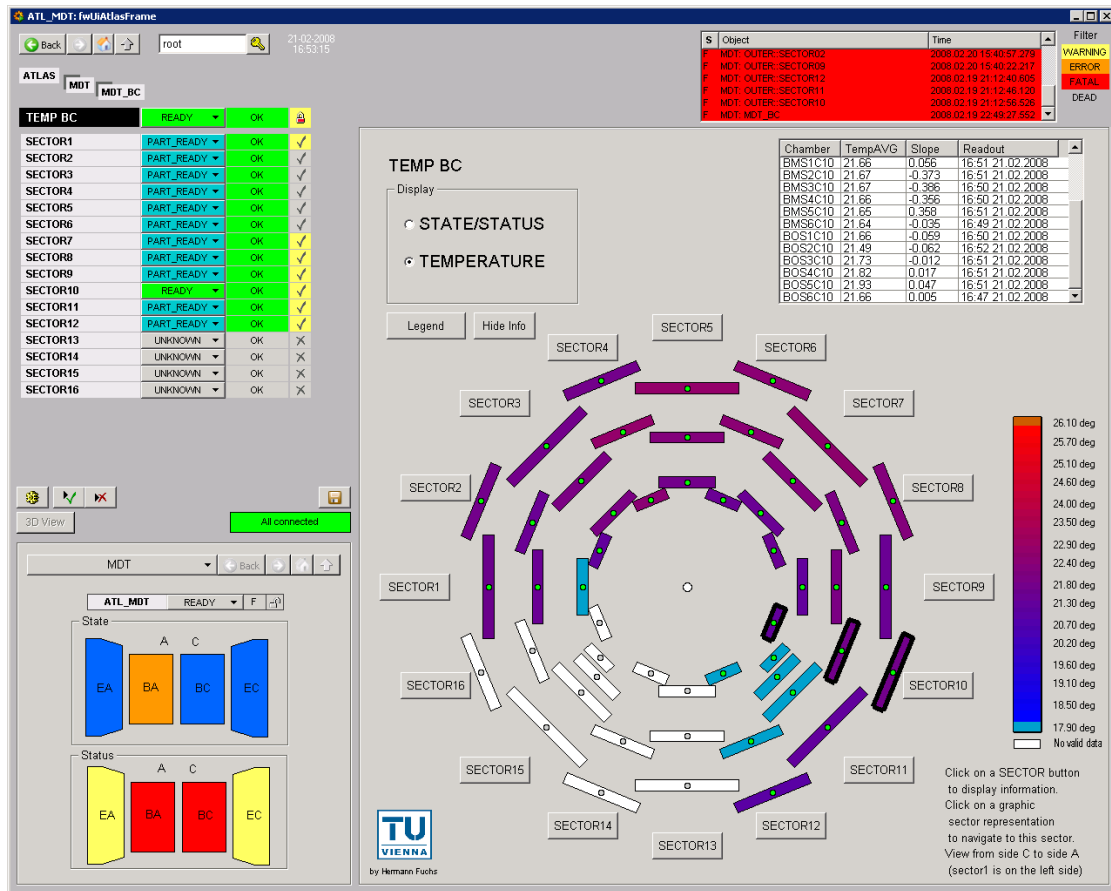 ATL_MDT: fwUiAtlasFrame
Back root 21-02-2008
16:53:15
S Object Time Filter
F MDT: OUTER::SECTOR02 2008.02.20 15:40:57.279 WARNING
F MDT: OUTER::SECTOR09 2008.02.20 15:40:22.217 ERROR
F MDT: OUTER::SECTOR12 2008.02.19 21:12:40.605 FATAL
F MDT: OUTER::SECTOR11 2008.02.19 21:12:46.120 DEAD
F MDT: OUTER::SECTOR10 2008.02.19 21:12:56.526
F MDT: MDT_BC 2008.02.19 22:49:27.552
ATLAS MDT MDT_BC
TEMP BC READY OK
SECTOR1 PART_READY OK
SECTOR2 PART_READY OK
SECTOR3 PART_READY OK
SECTOR4 PART_READY OK
SECTOR5 PART_READY OK
SECTOR6 PART_READY OK
SECTOR7 PART_READY OK
SECTOR8 PART_READY OK
SECTOR9 PART_READY OK
SECTOR10 READY OK
SECTOR11 PART_READY OK
SECTOR12 PART_READY OK
SECTOR13 UNKNOWN OK
SECTOR14 UNKNOWN OK
SECTOR15 UNKNOWN OK
SECTOR16 UNKNOWN OK
3D View All connected
MDT Back
ATL_MDT READY F
State
A C
EA BA BC EC
Status
A C
EA BA BC EC
TEMP BC
Display
STATE/STATUS
TEMPERATURE
Legend Hide Info
Chamber TempAVG Slope Readout
BMS1C10 21.66 0.056 16:51 21.02.2008
BMS2C10 21.67 -0.373 16:51 21.02.2008
BMS3C10 21.67 -0.386 16:50 21.02.2008
BMS4C10 21.66 -0.356 16:50 21.02.2008
BMS5C10 21.65 0.358 16:51 21.02.2008
BMS6C10 21.64 -0.035 16:49 21.02.2008
BOS1C10 21.66 -0.059 16:50 21.02.2008
BOS2C10 21.49 -0.062 16:52 21.02.2008
BOS3C10 21.73 -0.012 16:51 21.02.2008
BOS4C10 21.82 0.017 16:51 21.02.2008
BOS5C10 21.93 0.047 16:51 21.02.2008
BOS6C10 21.66 0.005 16:47 21.02.2008
SECTOR5
SECTOR4 SECTOR6
SECTOR3 SECTOR7
SECTOR2 SECTOR8
SECTOR1 SECTOR9
SECTOR16 SECTOR10
SECTOR15 SECTOR11
SECTOR14 SECTOR12
SECTOR13
26.10 deg
25.70 deg
25.10 deg
24.60 deg
24.00 deg
23.50 deg
22.90 deg
22.40 deg
21.80 deg
21.30 deg
20.70 deg
20.20 deg
19.60 deg
19.10 deg
18.50 deg
17.90 deg
No valid data
TU
VIENNA
by Hermann Fuchs
Click on a SECTOR button
to display information.
Click on a graphic
sector representation
to navigate to this sector.
View from side C to side A
(sector1 is on the left side)